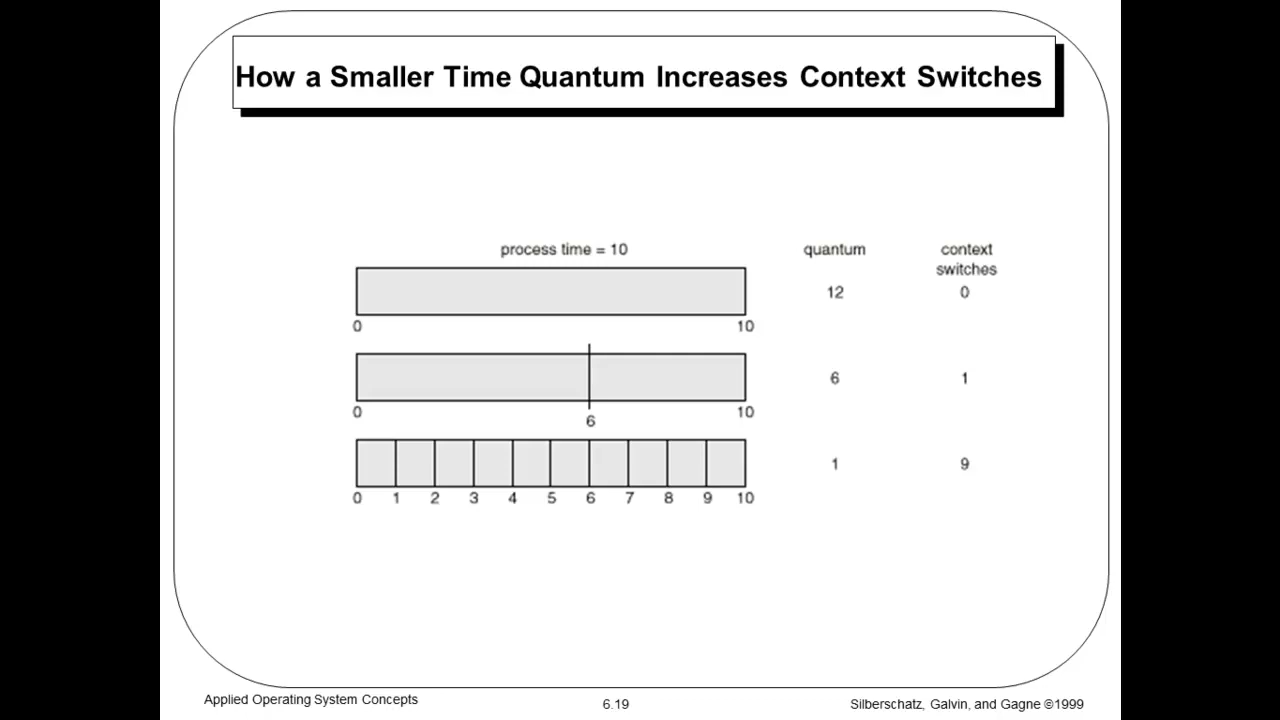 How a Smaller Time Quantum Increases Context Switches
process time = 10 quantum context
switches
12 0
0 10
6 1
0 6 10
1 9
0 1 2 3 4 5 6 7 8 9 10
Applied Operating System Concepts 6.19 Silberschatz, Galvin, and Gagne ©1999